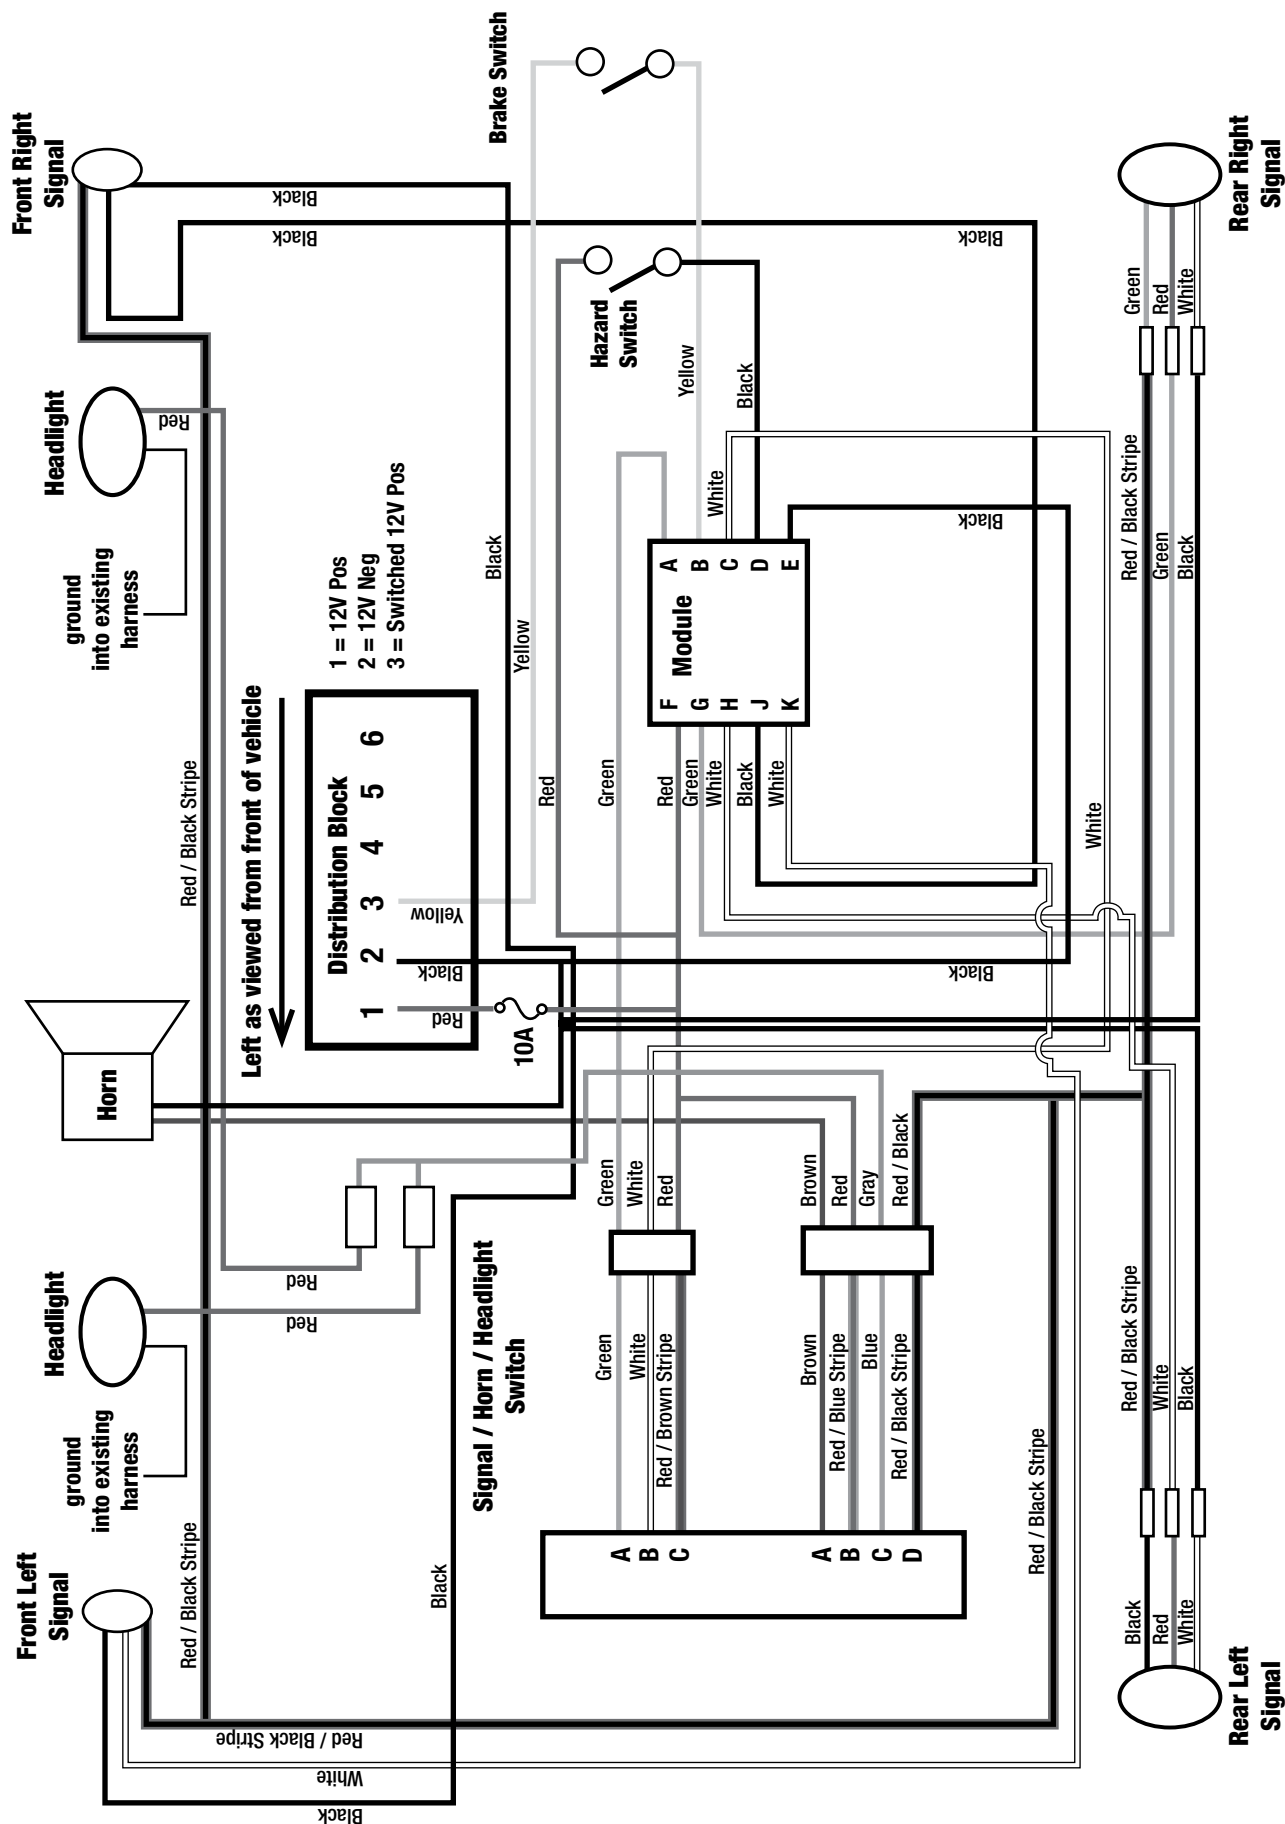 Front Left
Signal
Headlight
ground
into existing
harness
Horn
Headlight
ground
into existing
harness
Front Right
Signal
Red / Black Stripe
Red / Black Stripe
Red
Red
Red
Black
Black
Black
White
Red / Black Stripe
Black
Left as viewed from front of vehicle
Distribution Block
1
2
3
4
5
6
1 = 12V Pos
2 = 12V Neg
3 = Switched 12V Pos
Red
Black
Yellow
10A
Black
Yellow
Brake Switch
Hazard
Switch
Signal / Horn / Headlight
Switch
Red
Green
Red
Green
White
Black
White
Module
F
G
H
J
K
A
B
C
D
E
Yellow
White
Black
Black
Black
Black
White
Green
White
Red
Brown
Red
Gray
Red / Black
Green
White
Red / Brown Stripe
Brown
Red / Blue Stripe
Blue
Red / Black Stripe
A
B
C
A
B
C
D
Red / Black Stripe
Red / Black Stripe
White
Black
Red / Black Stripe
Green
Black
Black
Red
White
Rear Left
Signal
Green
Red
White
Rear Right
Signal